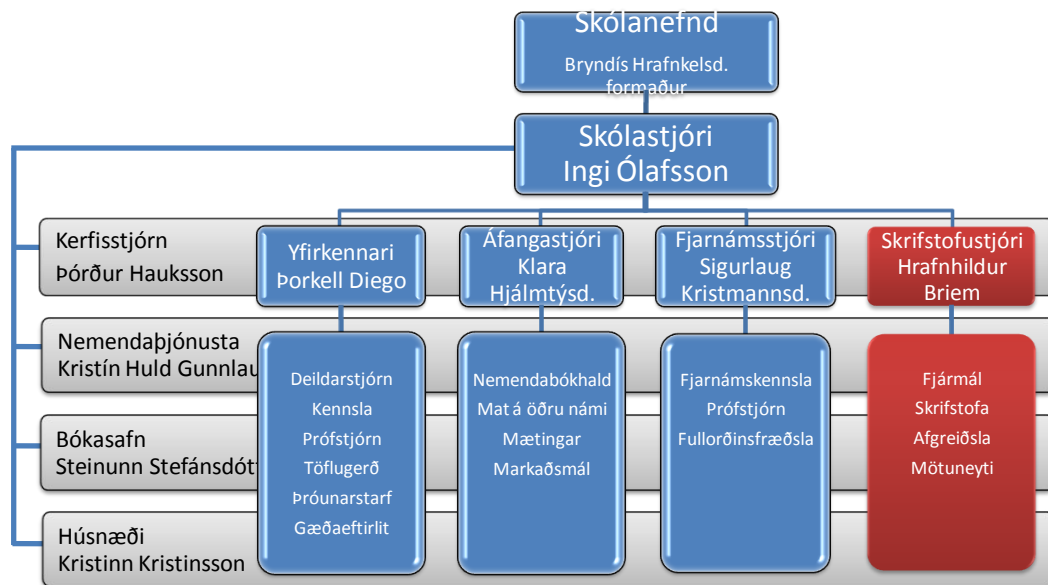 Skólanefnd
Bryndís Hrafnkelsd.
formaður
Skólastjóri
Ingi Ólafsson
Kerfisstjórn
Þórður Hauksson
Yfirkennari
Þorkell Diego
Áfangastjóri
Klara
Hjálmtýsd.
Fjarnámsstjóri
Sigurlaug
Kristmannsd.
Skrifstofustjóri
Hrafnhildur
Briem
Nemendaþjónusta
Kristín Huld Gunnlau
Bókasafn
Steinunn Stefánsdótt
Húsnæði
Kristinn Kristinsson
Deildarstjórn
Kennsla
Prófstjórn
Töflugerð
Þróunarstarf
Gæðaeftirlit
Nemendabókhald
Mat á öðru námi
Mætingar
Markaðsmál
Fjarnámskennsla
Prófstjórn
Fullorðinsfræðsla
Fjármál
Skrifstofa
Afgreiðsla
Mötuneyti